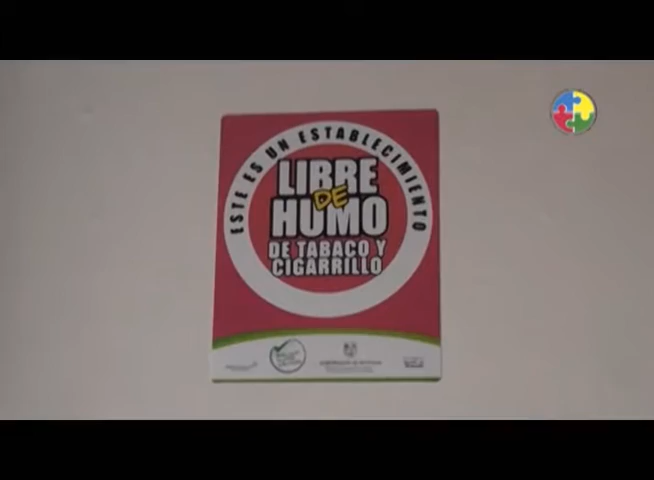 ESTE ES UN ESTABLECIMIENTO
LIBRE
DE
HUMO
DE TABACO Y
CIGARRILLO